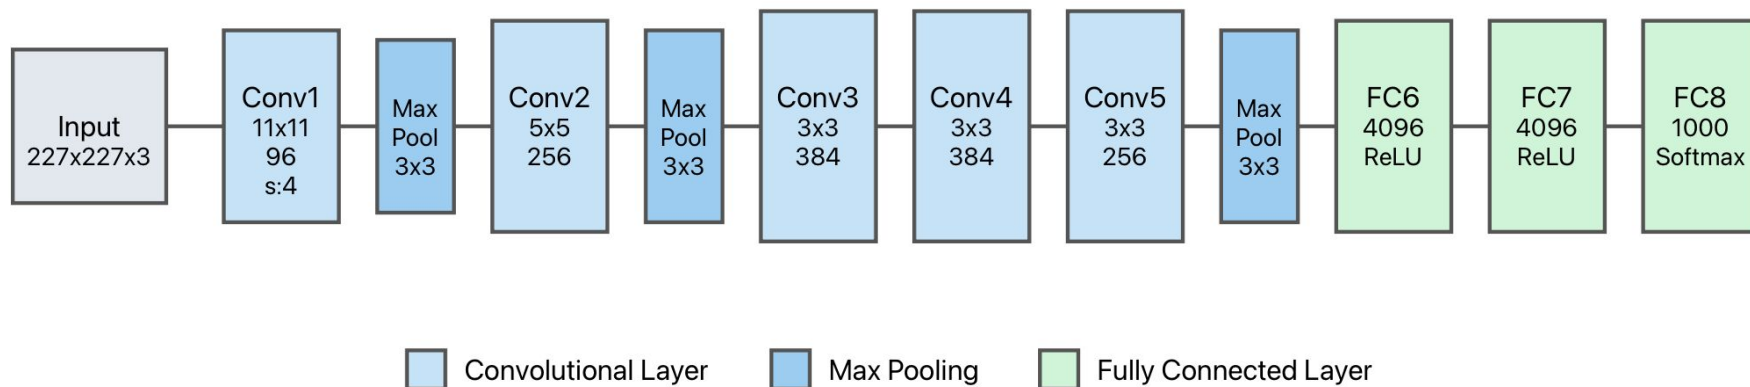 Input
227x227x3
Conv1
11x11
96
s:4
Max
Pool
3x3
Conv2
5x5
256
Max
Pool
3x3
Conv3
3x3
384
Conv4
3x3
384
Conv5
3x3
256
Max
Pool
3x3
FC6
4096
ReLU
FC7
4096
ReLU
FC8
1000
Softmax
Convolutional Layer
Max Pooling
Fully Connected Layer